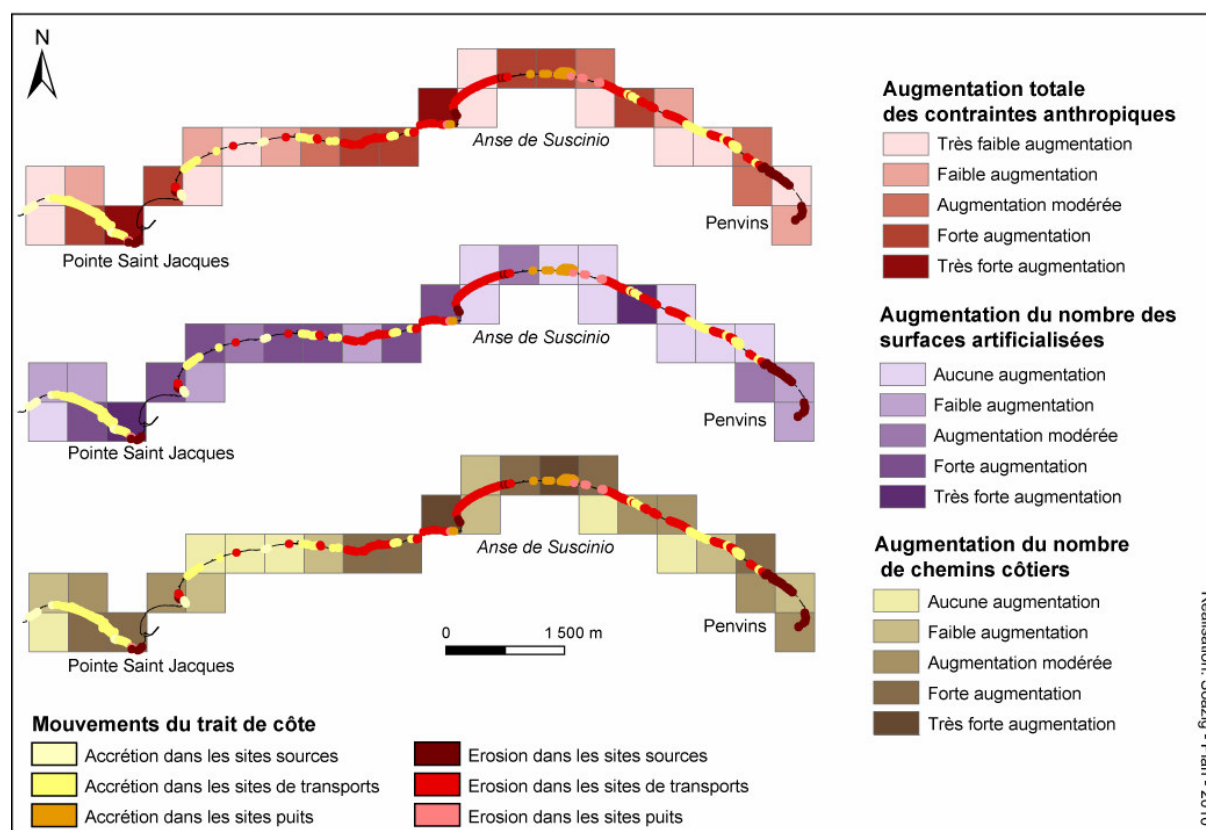 N
Anse de Suscinio
Penvins
Pointe Saint Jacques
Augmentation totale
des contraintes anthropiques
Très faible augmentation
Faible augmentation
Augmentation modérée
Forte augmentation
Très forte augmentation
Anse de Suscinio
Penvins
Pointe Saint Jacques
Augmentation du nombre des
surfaces artificialisées
Aucune augmentation
Faible augmentation
Augmentation modérée
Forte augmentation
Très forte augmentation
Anse de Suscinio
Penvins
Pointe Saint Jacques
0 1 500 m
Augmentation du nombre
de chemins côtiers
Aucune augmentation
Faible augmentation
Augmentation modérée
Forte augmentation
Très forte augmentation
Mouvements du trait de côte
Accrétion dans les sites sources
Accrétion dans les sites de transports
Accrétion dans les sites puits
Erosion dans les sites sources
Erosion dans les sites de transports
Erosion dans les sites puits